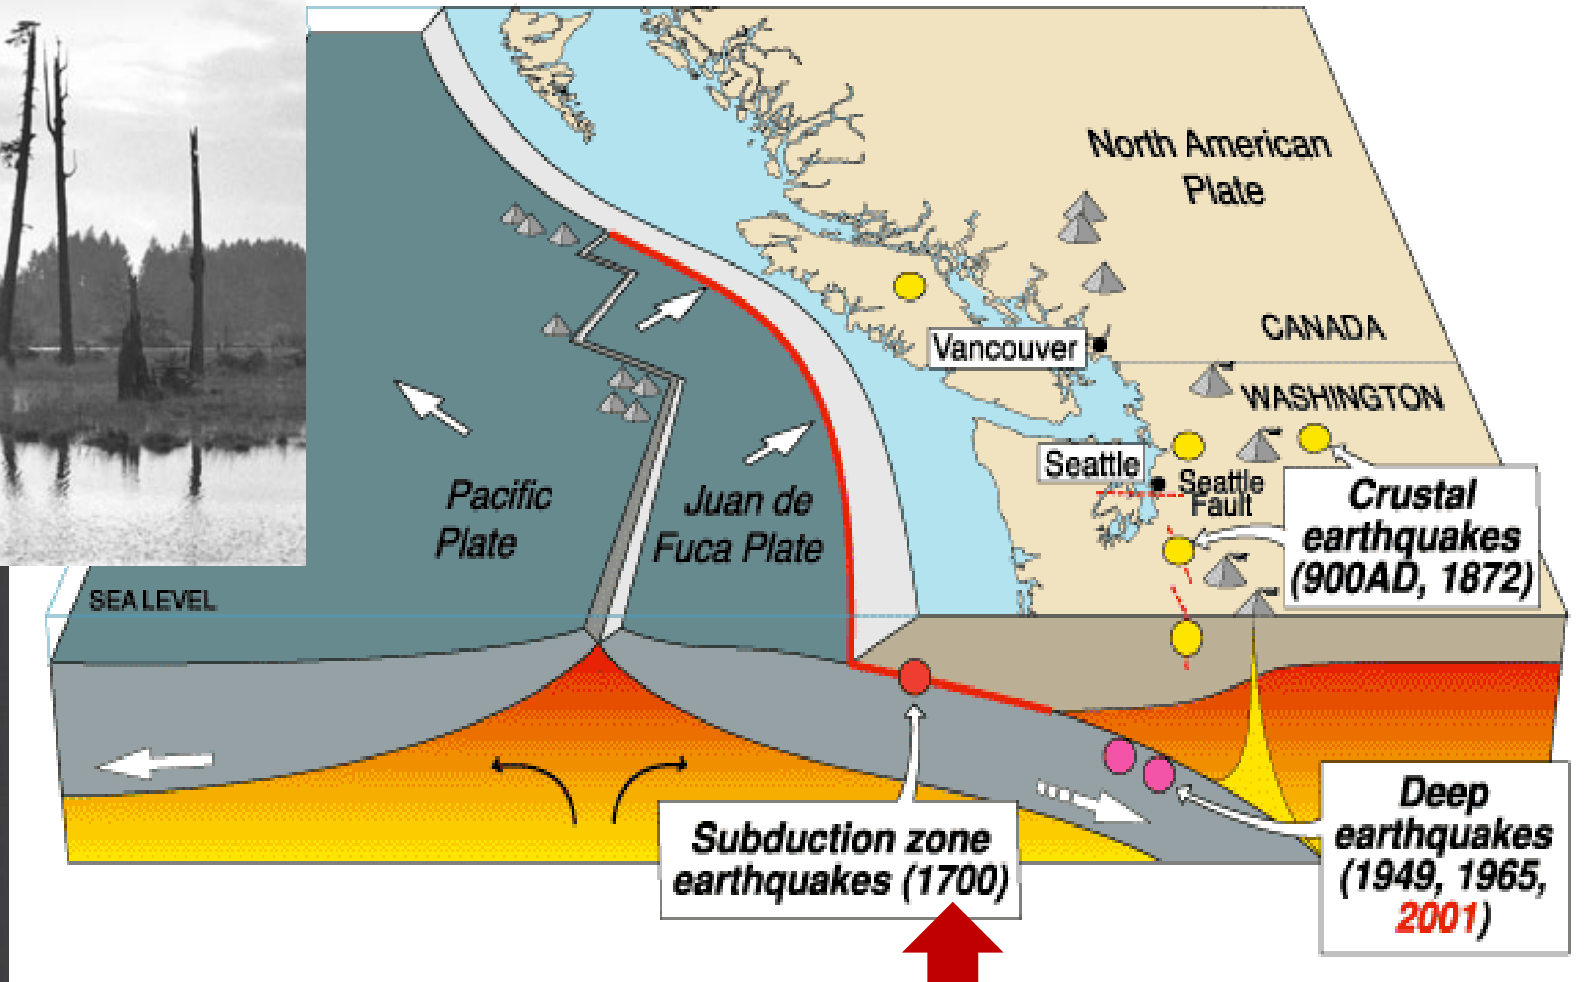 North American
Plate
CANADA
Vancouver
WASHINGTON
Seattle
Seattle
Fault
Crustal
earthquakes
(900AD, 1872)
Pacific
Plate
Juan de
Fuca Plate
SEA LEVEL
Subduction zone
earthquakes (1700)
Deep
earthquakes
(1949, 1965,
2001)